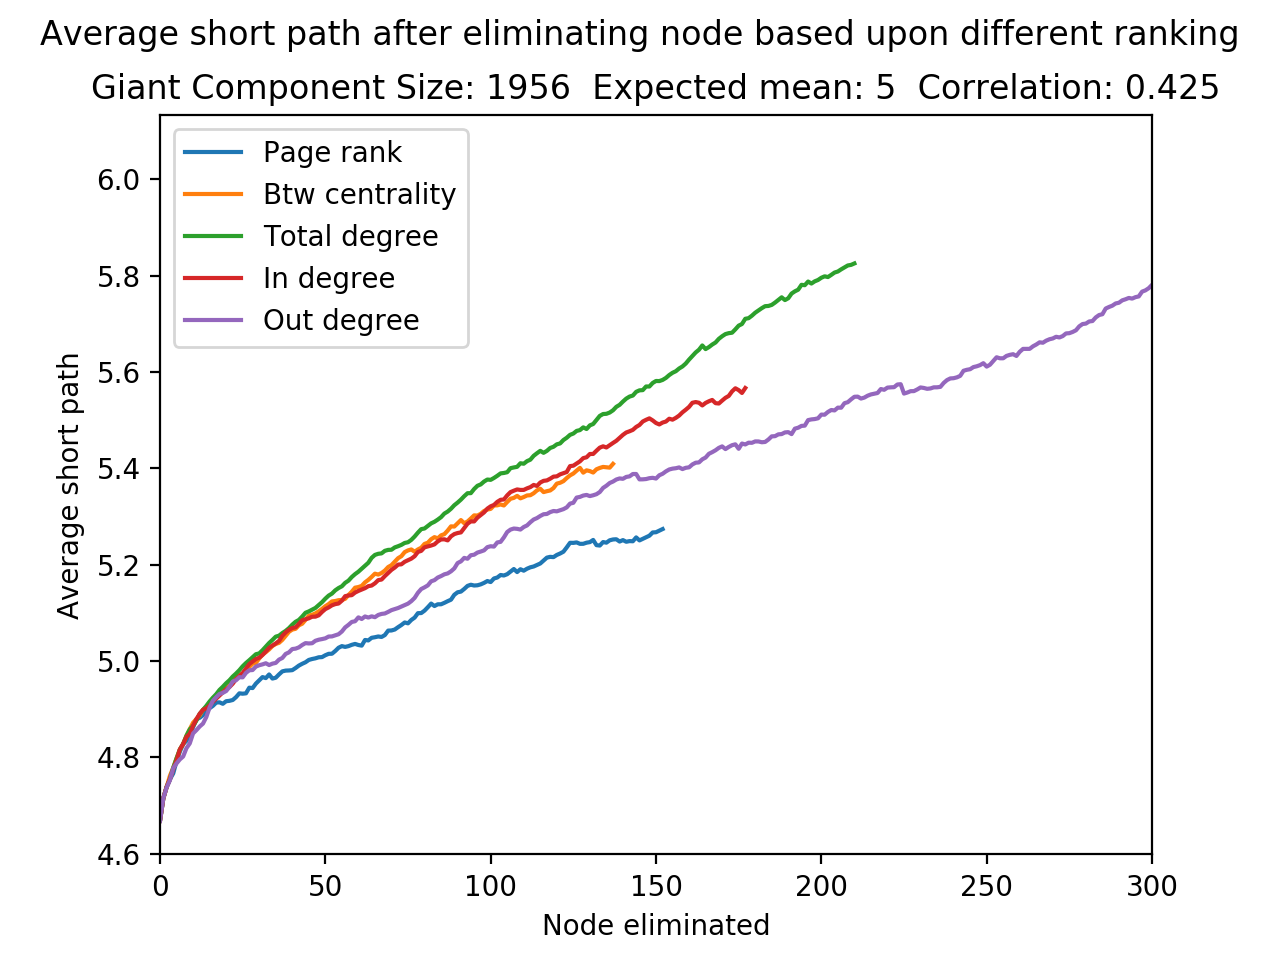 Average short path after eliminating node based upon different ranking
Giant Component Size: 1956  Expected mean: 5  Correlation: 0.425
Page rank
Btw centrality
Total degree
In degree
Out degree
6.0
5.8
5.6
5.4
5.2
5.0
4.8
4.6
Average short path
0 50 100 150 200 250 300
Node eliminated